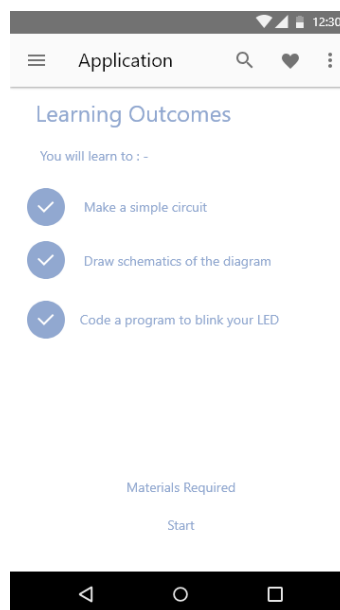 12:30
Application
Learning Outcomes
You will learn to : -
Make a simple circuit
Draw schematics of the diagram
Code a program to blink your LED
Materials Required
Start